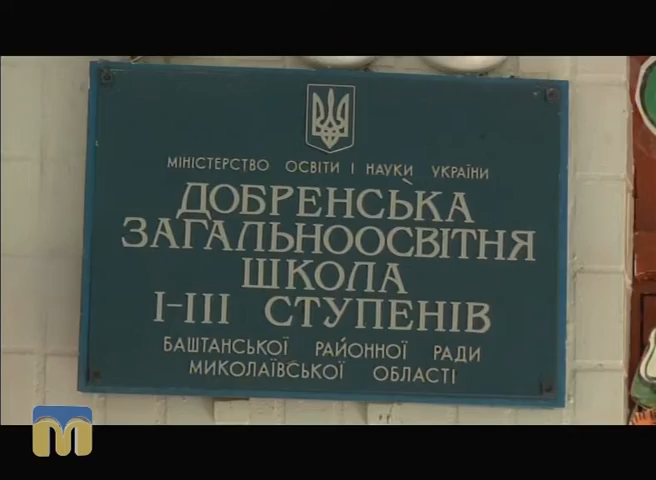 МІНІСТЕРСТВО ОСВІТИ І НАУКИ УКРАЇНИ
ДОБРЕНСЬКА
ЗАГАЛЬНООСВІТНЯ
ШКОЛА
І-ІІІ СТУПЕНІВ
БАШТАНСЬКОЇ РАЙОННОЇ РАДИ
МИКОЛАЇВСЬКОЇ ОБЛАСТІ
М